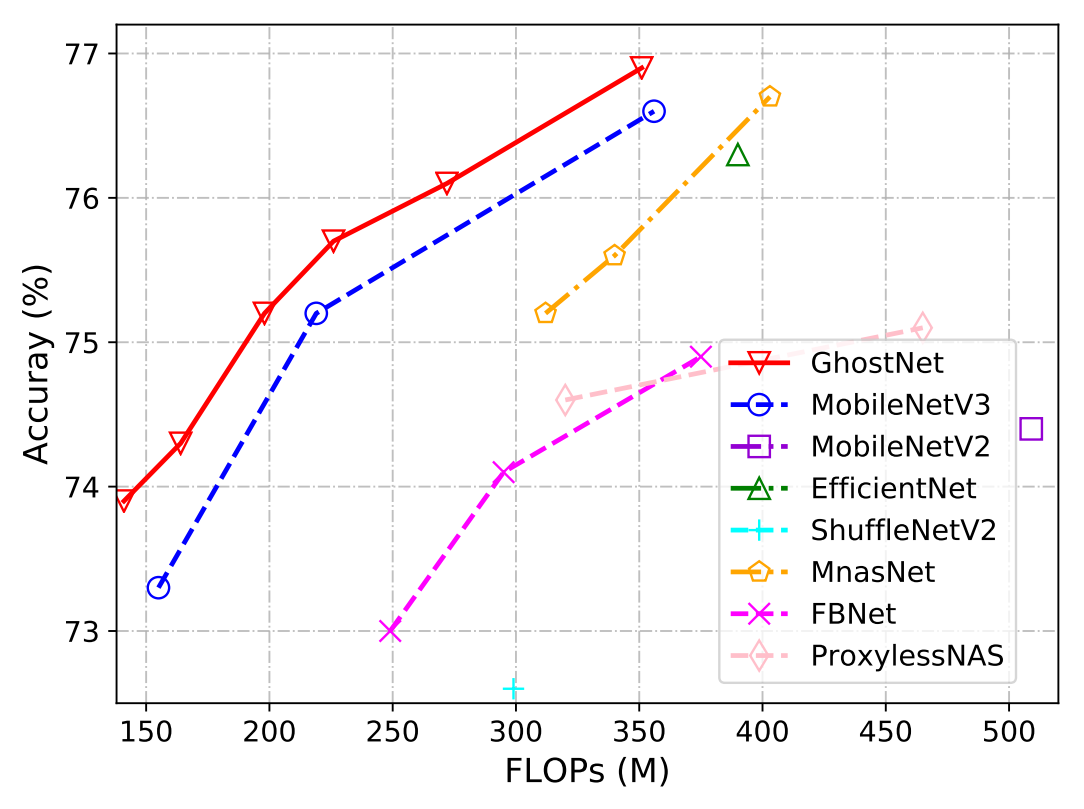 77
76
75
74
73
Accuray (%)
GhostNet
MobileNetV3
MobileNetV2
EfficientNet
ShuffleNetV2
MnasNet
FBNet
ProxylessNAS
150 200 250 300 350 400 450 500
FLOPs (M)